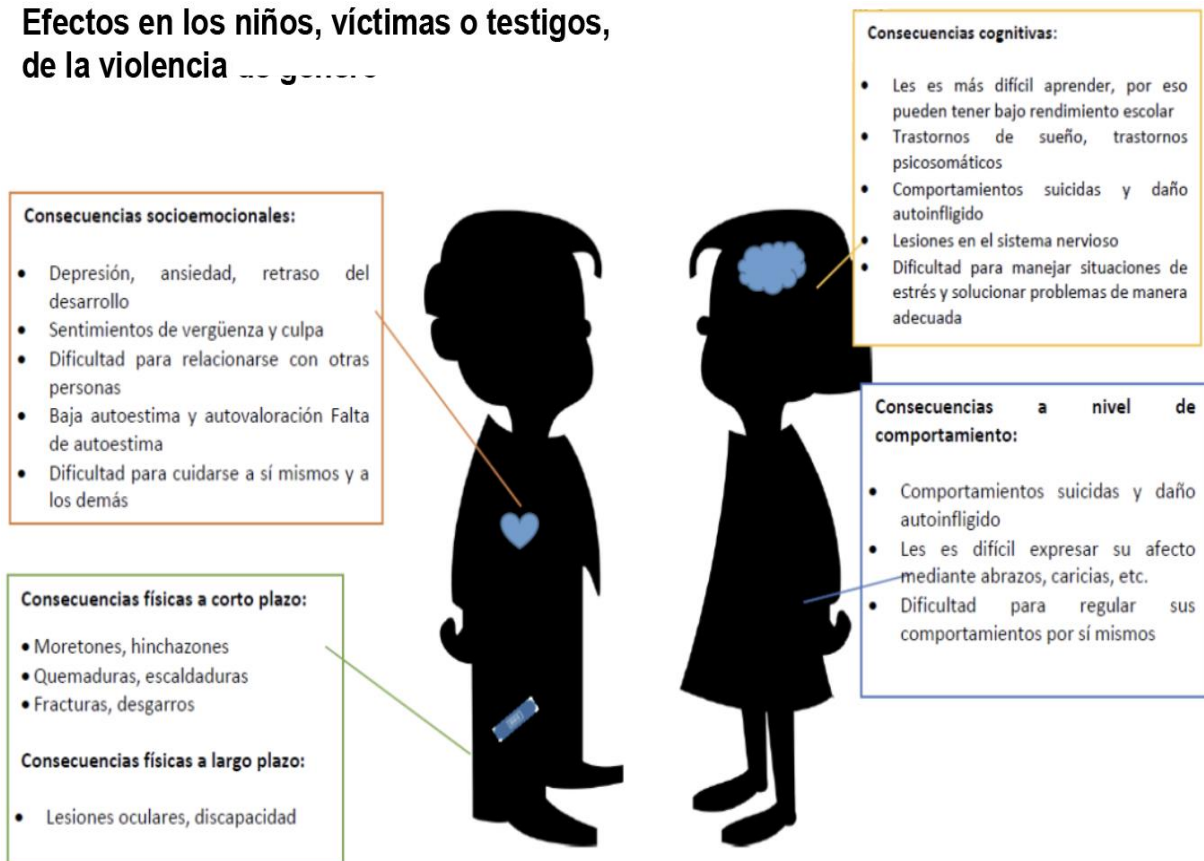 Efectos en los niños, víctimas o testigos,
de la violencia
Consecuencias cognitivas:
• Les es más difícil aprender, por eso
pueden tener bajo rendimiento escolar
• Trastornos de sueño, trastornos
psicosomáticos
• Comportamientos suicidas y daño
autoinfligido
• Lesiones en el sistema nervioso
• Dificultad para manejar situaciones de
estrés y solucionar problemas de manera
adecuada
Consecuencias socioemocionales:
• Depresión, ansiedad, retraso del
desarrollo
• Sentimientos de vergüenza y culpa
• Dificultad para relacionarse con otras
personas
• Baja autoestima y autovaloración Falta
de autoestima
• Dificultad para cuidarse a sí mismos y a
los demás
Consecuencias a nivel de
comportamiento:
• Comportamientos suicidas y daño
autoinfligido
• Les es difícil expresar su afecto
mediante abrazos, caricias, etc.
• Dificultad para regular sus
comportamientos por sí mismos
Consecuencias físicas a corto plazo:
• Moretones, hinchazones
• Quemaduras, escaldaduras
• Fracturas, desgarros
Consecuencias físicas a largo plazo:
• Lesiones oculares, discapacidad